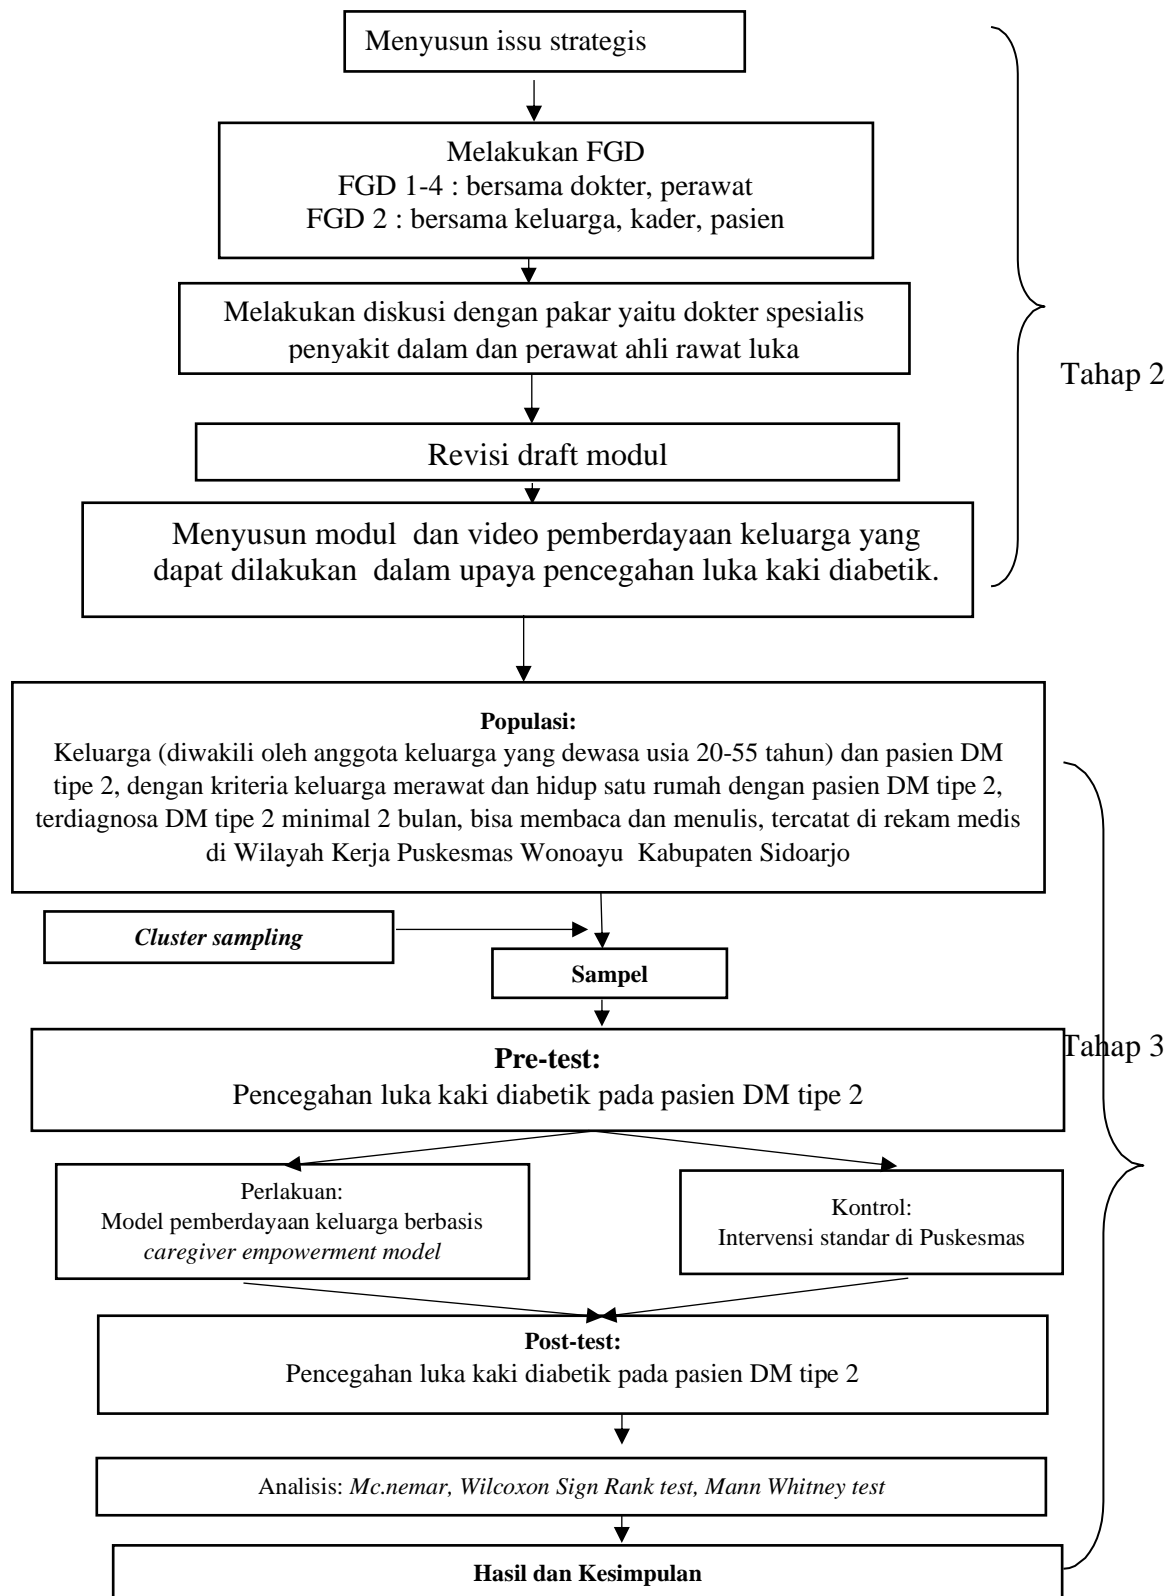 Menyusun issu strategis
Melakukan FGD
FGD 1-4 : bersama dokter, perawat
FGD 2 : bersama keluarga, kader, pasien
Melakukan diskusi dengan pakar yaitu dokter spesialis
penyakit dalam dan perawat ahli rawat luka
Tahap 2
Revisi draft modul
Menyusun modul  dan video pemberdayaan keluarga yang
dapat dilakukan  dalam upaya pencegahan luka kaki diabetik.
Populasi:
Keluarga (diwakili oleh anggota keluarga yang dewasa usia 20-55 tahun) dan pasien DM
tipe 2, dengan kriteria keluarga merawat dan hidup satu rumah dengan pasien DM tipe 2,
terdiagnosa DM tipe 2 minimal 2 bulan, bisa membaca dan menulis, tercatat di rekam medis
di Wilayah Kerja Puskesmas Wonoayu  Kabupaten Sidoarjo
Cluster sampling
Sampel
Pre-test:
Pencegahan luka kaki diabetik pada pasien DM tipe 2
Tahap 3
Perlakuan:
Model pemberdayaan keluarga berbasis
caregiver empowerment model
Kontrol:
Intervensi standar di Puskesmas
Post-test:
Pencegahan luka kaki diabetik pada pasien DM tipe 2
Analisis: Mc.nemar, Wilcoxon Sign Rank test, Mann Whitney test
Hasil dan Kesimpulan